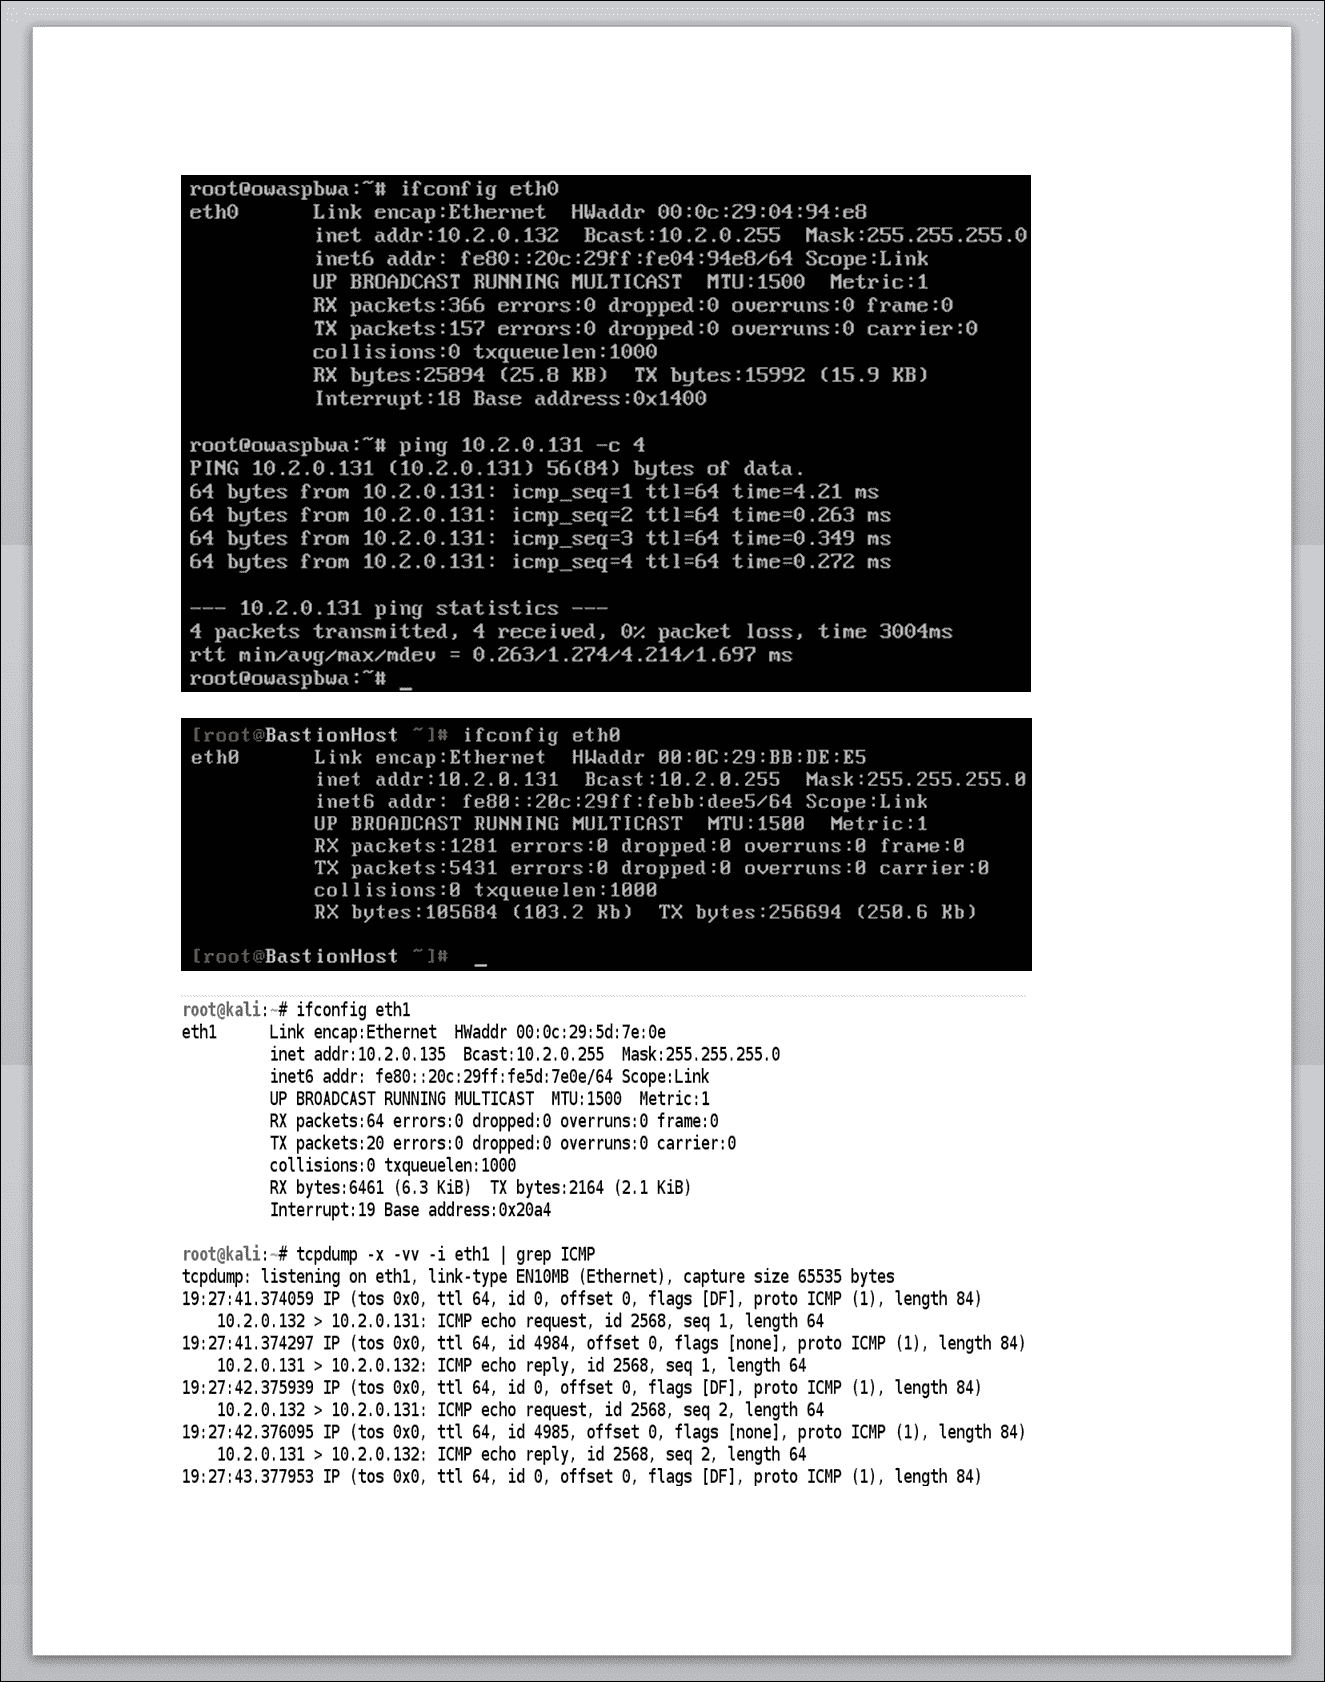 root@owaspbwa:~# ifconfig eth0
eth0      Link encap:Ethernet  HWaddr 00:0c:29:04:94:e8
          inet addr:10.2.0.132  Bcast:10.2.0.255  Mask:255.255.255.0
          inet6 addr: fe80::20c:29ff:fe04:94e8/64 Scope:Link
          UP BROADCAST RUNNING MULTICAST  MTU:1500  Metric:1
          RX packets:366 errors:0 dropped:0 overruns:0 frame:0
          TX packets:157 errors:0 dropped:0 overruns:0 carrier:0
          collisions:0 txqueuelen:1000
          RX bytes:25894 (25.8 KB)  TX bytes:15992 (15.9 KB)
          Interrupt:18 Base address:0x1400
root@owaspbwa:~# ping 10.2.0.131 -c 4
PING 10.2.0.131 (10.2.0.131) 56(84) bytes of data.
64 bytes from 10.2.0.131: icmp_seq=1 ttl=64 time=4.21 ms
64 bytes from 10.2.0.131: icmp_seq=2 ttl=64 time=0.263 ms
64 bytes from 10.2.0.131: icmp_seq=3 ttl=64 time=0.349 ms
64 bytes from 10.2.0.131: icmp_seq=4 ttl=64 time=0.272 ms
--- 10.2.0.131 ping statistics ---
4 packets transmitted, 4 received, 0% packet loss, time 3004ms
rtt min/avg/max/mdev = 0.263/1.274/4.214/1.697 ms
root@owaspbwa:~# _
[root@BastionHost ~]# ifconfig eth0
eth0      Link encap:Ethernet  HWaddr 00:0C:29:BB:DE:E5
          inet addr:10.2.0.131  Bcast:10.2.0.255  Mask:255.255.255.0
          inet6 addr: fe80::20c:29ff:febb:dee5/64 Scope:Link
          UP BROADCAST RUNNING MULTICAST  MTU:1500  Metric:1
          RX packets:1281 errors:0 dropped:0 overruns:0 frame:0
          TX packets:5431 errors:0 dropped:0 overruns:0 carrier:0
          collisions:0 txqueuelen:1000
          RX bytes:105684 (103.2 Kb)  TX bytes:256694 (250.6 Kb)
[root@BastionHost ~]#  _
root@kali:~# ifconfig eth1
eth1      Link encap:Ethernet  HWaddr 00:0c:29:5d:7e:0e
          inet addr:10.2.0.135  Bcast:10.2.0.255  Mask:255.255.255.0
          inet6 addr: fe80::20c:29ff:fe5d:7e0e/64 Scope:Link
          UP BROADCAST RUNNING MULTICAST  MTU:1500  Metric:1
          RX packets:64 errors:0 dropped:0 overruns:0 frame:0
          TX packets:20 errors:0 dropped:0 overruns:0 carrier:0
          collisions:0 txqueuelen:1000
          RX bytes:6461 (6.3 KiB)  TX bytes:2164 (2.1 KiB)
          Interrupt:19 Base address:0x20a4
root@kali:~# tcpdump -x -vv -i eth1 | grep ICMP
tcpdump: listening on eth1, link-type EN10MB (Ethernet), capture size 65535 bytes
19:27:41.374059 IP (tos 0x0, ttl 64, id 0, offset 0, flags [DF], proto ICMP (1), length 84)
    10.2.0.132 > 10.2.0.131: ICMP echo request, id 2568, seq 1, length 64
19:27:41.374297 IP (tos 0x0, ttl 64, id 4984, offset 0, flags [none], proto ICMP (1), length 84)
    10.2.0.131 > 10.2.0.132: ICMP echo reply, id 2568, seq 1, length 64
19:27:42.375939 IP (tos 0x0, ttl 64, id 0, offset 0, flags [DF], proto ICMP (1), length 84)
    10.2.0.132 > 10.2.0.131: ICMP echo request, id 2568, seq 2, length 64
19:27:42.376095 IP (tos 0x0, ttl 64, id 4985, offset 0, flags [none], proto ICMP (1), length 84)
    10.2.0.131 > 10.2.0.132: ICMP echo reply, id 2568, seq 2, length 64
19:27:43.377953 IP (tos 0x0, ttl 64, id 0, offset 0, flags [DF], proto ICMP (1), length 84)